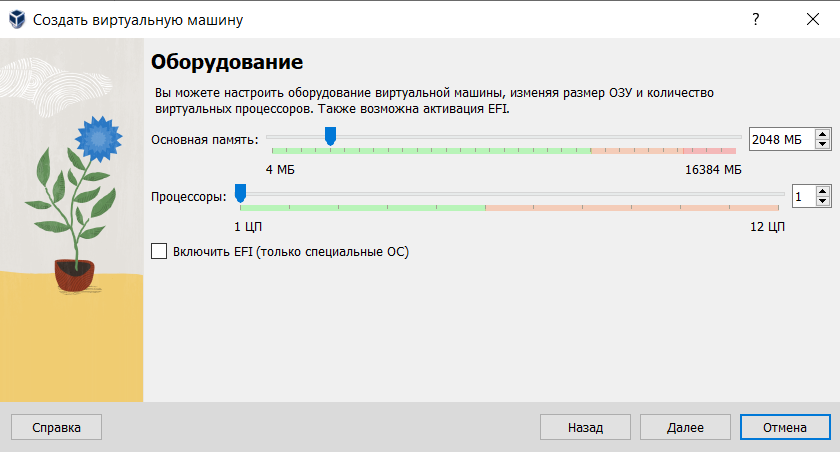 Создать виртуальную машину
?
Оборудование
Вы можете настроить оборудование виртуальной машины, изменяя размер ОЗУ и количество
виртуальных процессоров. Также возможна активация EFI.
Основная память:
2048 МБ
4 МБ
16384 МБ
Процессоры:
1
1 ЦП
12 ЦП
Включить EFI (только специальные ОС)
Справка
Назад
Далее
Отмена